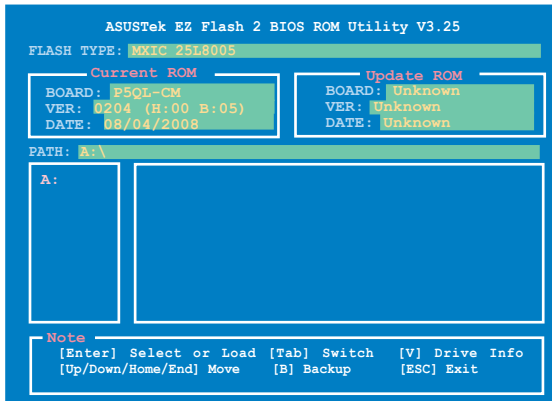 ASUSTek EZ Flash 2 BIOS ROM Utility V3.25
FLASH TYPE: MXIC 25L8005
Current ROM
BOARD: P5QL-CM
VER: 0204 (H:00 B:05)
DATE: 08/04/2008
Update ROM
BOARD: Unknown
VER: Unknown
DATE: Unknown
PATH: A:\
A:
Note
[Enter] Select or Load [Tab] Switch [V] Drive Info
[Up/Down/Home/End] Move [B] Backup [ESC] Exit